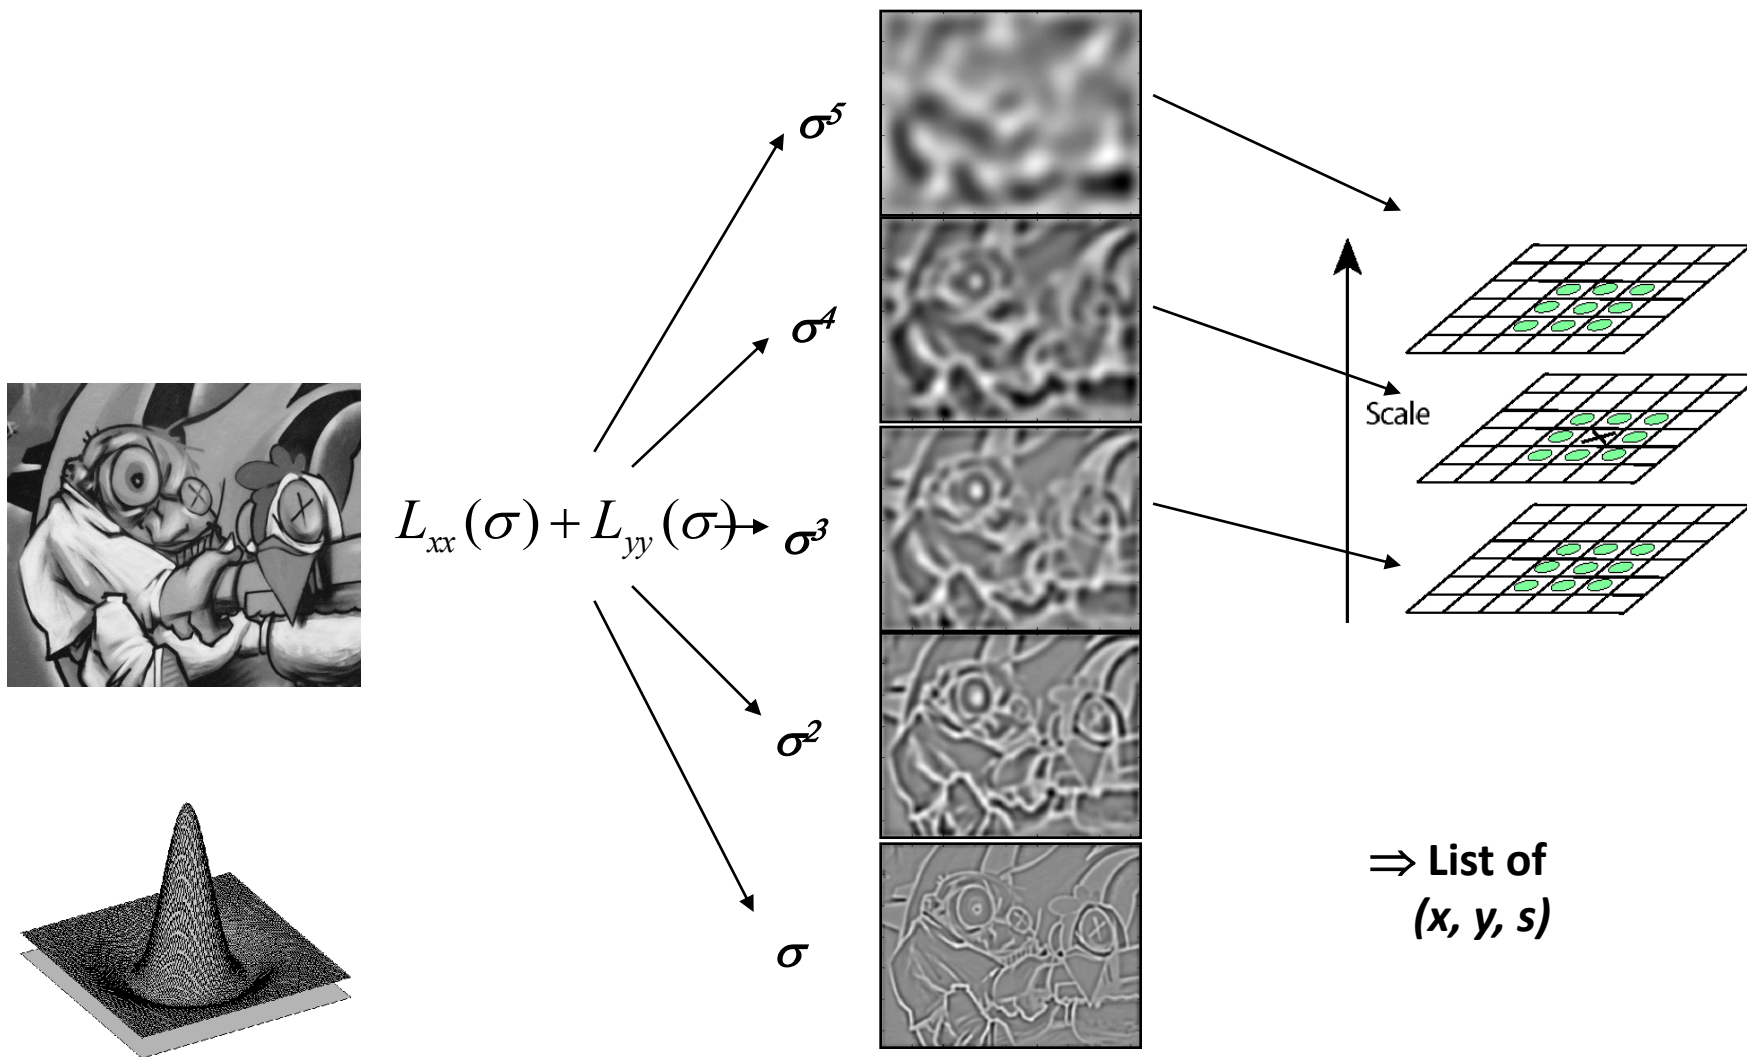 σ⁵
σ⁴
Scale
L_xx(σ) + L_yy(σ)
σ³
σ²
⇒ List of
(x, y, s)
σ